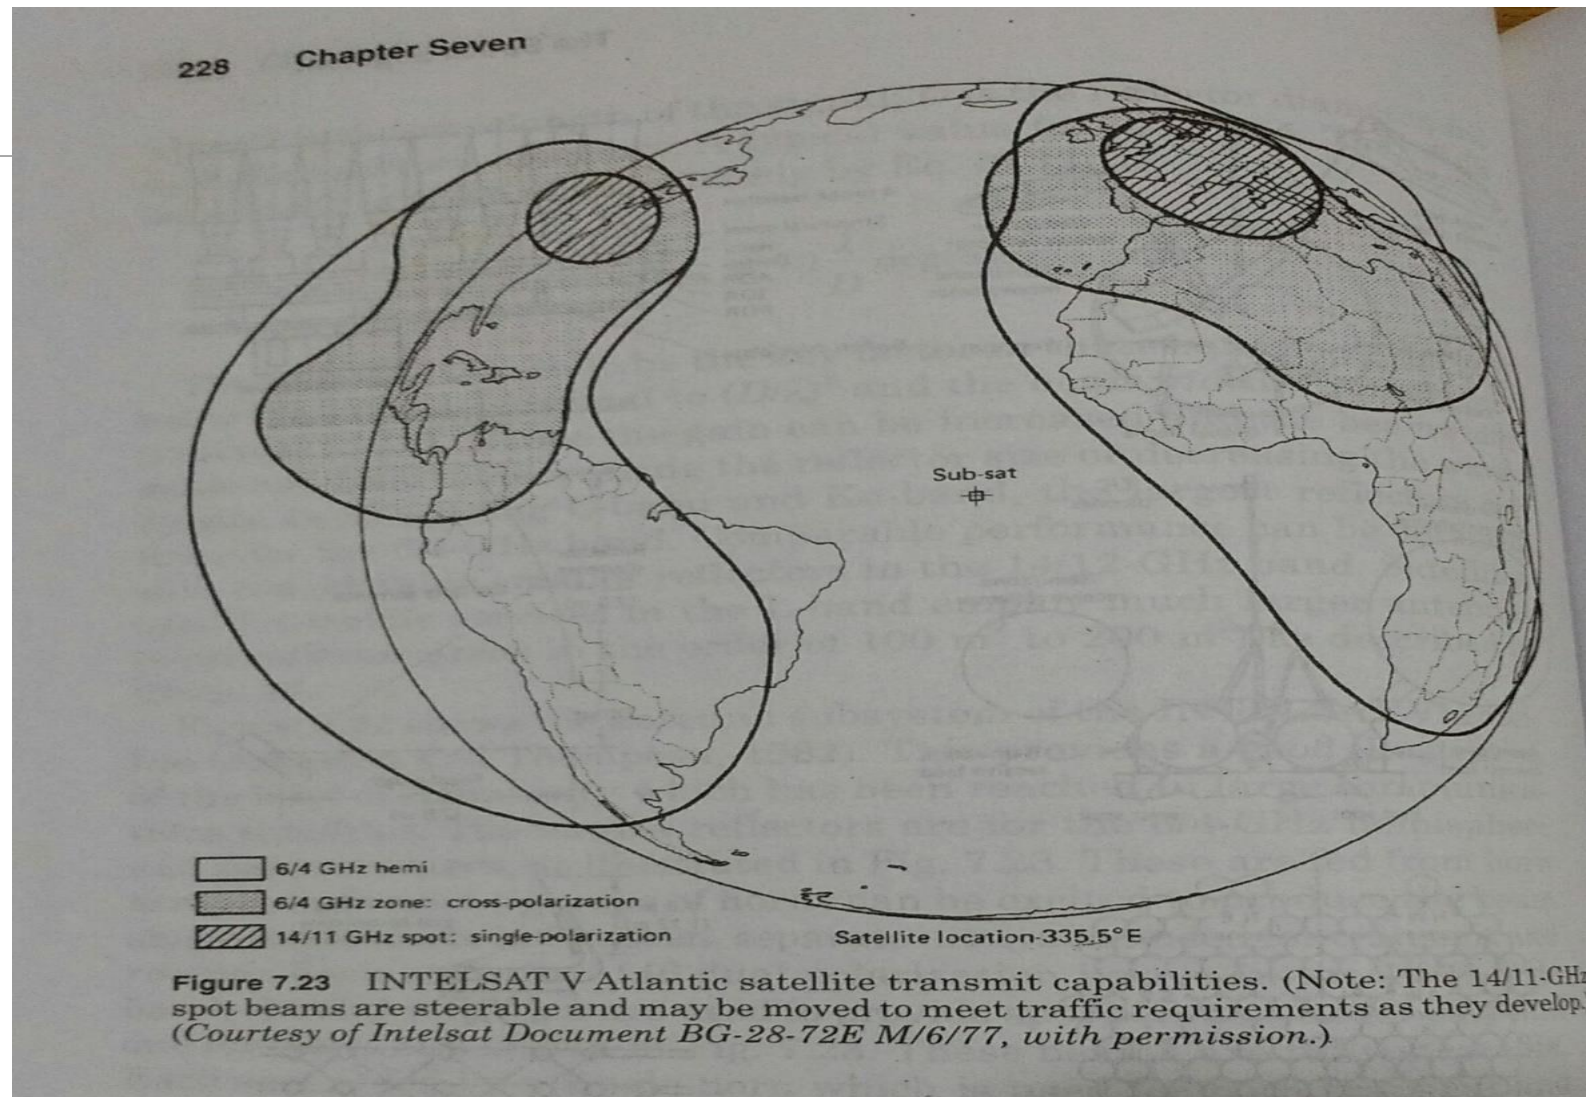 228 Chapter Seven
Sub-sat
6/4 GHz hemi
6/4 GHz zone: cross-polarization
14/11 GHz spot: single-polarization
Satellite location-335.5°E
Figure 7.23 INTELSAT V Atlantic satellite transmit capabilities. (Note: The 14/11-GHz
spot beams are steerable and may be moved to meet traffic requirements as they develop.)
(Courtesy of Intelsat Document BG-28-72E M/6/77, with permission.)